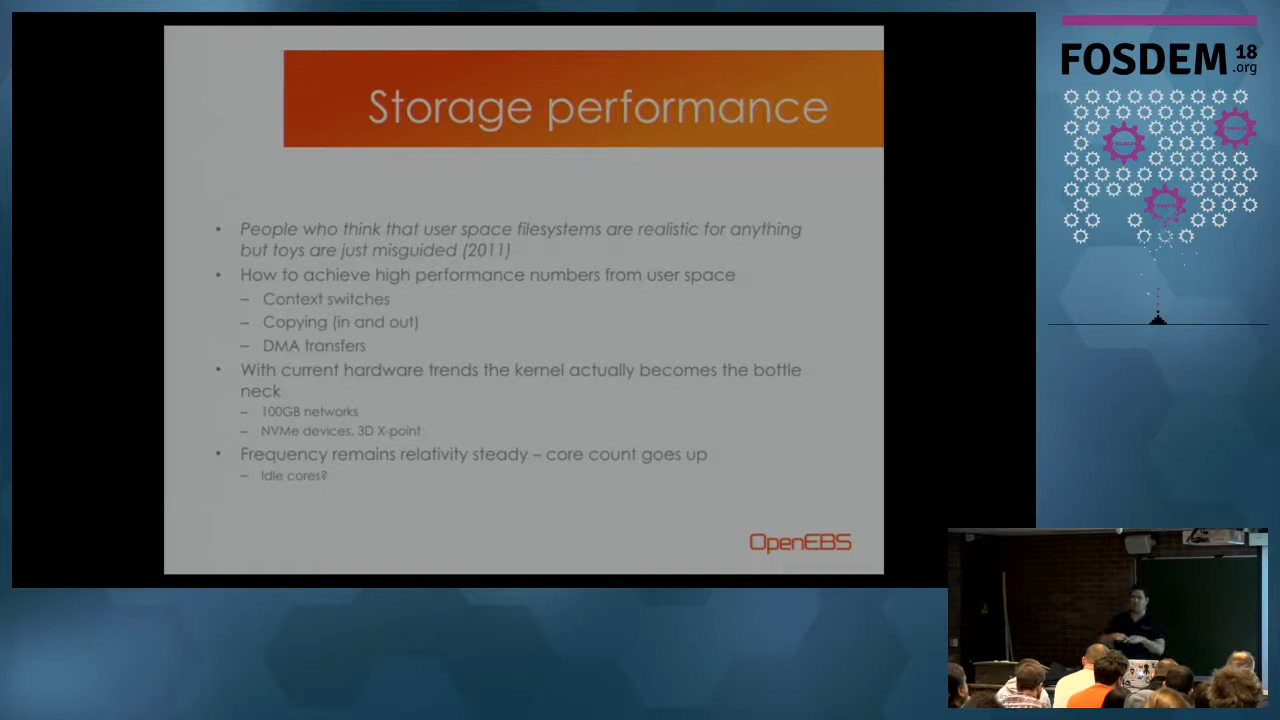 Storage performance
• People who think that user space filesystems are realistic for anything
but toys are just misguided (2011)
• How to achieve high performance numbers from user space
– Context switches
– Copying (in and out)
– DMA transfers
• With current hardware trends the kernel actually becomes the bottle
neck
– 100GB networks
– NVMe devices, 3D X-point
• Frequency remains relativity steady – core count goes up
– Idle cores?
OpenEBS
FOSDEM 18
.org